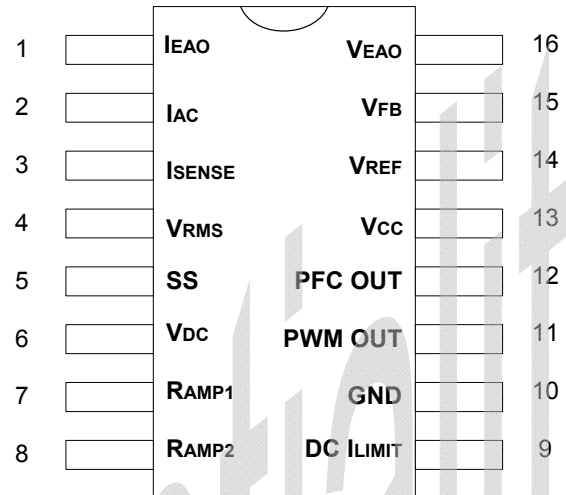 1 IEAO VEAO 16
2 IAC VFB 15
3 ISENSE VREF 14
4 VRMS VCC 13
5 SS PFC OUT 12
6 VDC PWM OUT 11
7 RAMP1 GND 10
8 RAMP2 DC ILIMIT 9